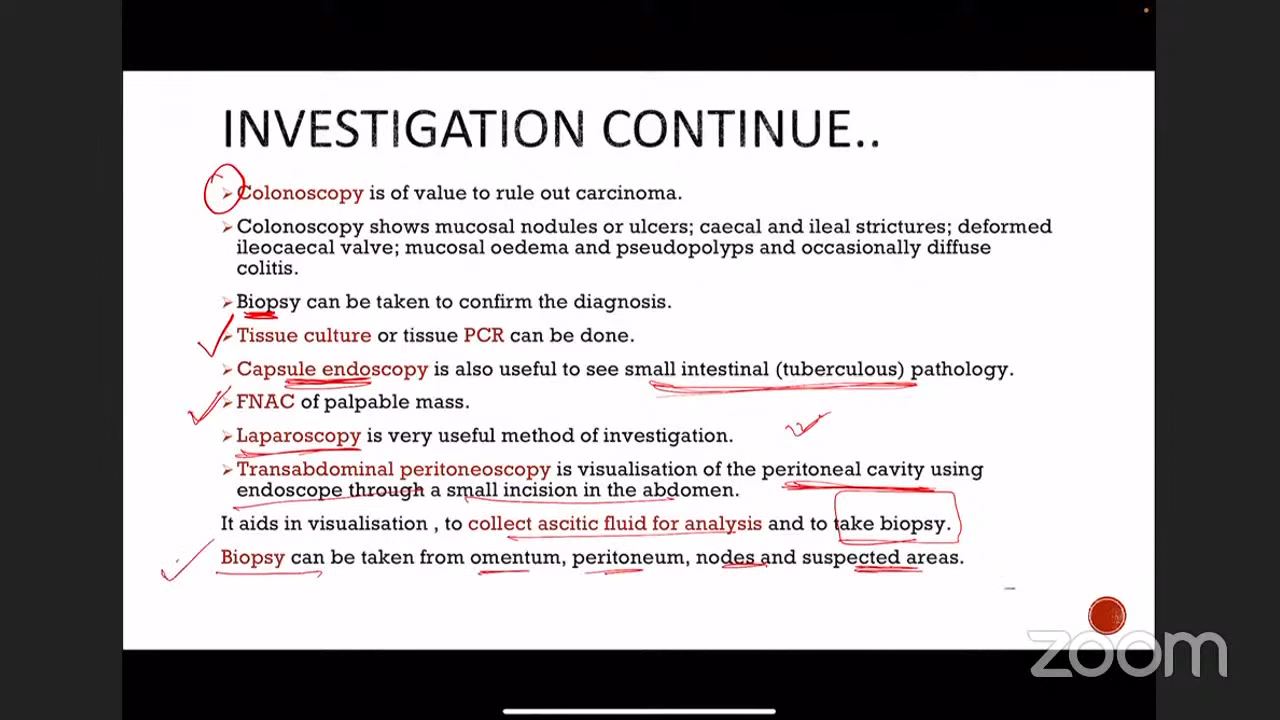 INVESTIGATION CONTINUE..
Colonoscopy is of value to rule out carcinoma.
Colonoscopy shows mucosal nodules or ulcers; caecal and ileal strictures; deformed
ileocaecal valve; mucosal oedema and pseudopolyps and occasionally diffuse
colitis.
Biopsy can be taken to confirm the diagnosis.
Tissue culture or tissue PCR can be done.
Capsule endoscopy is also useful to see small intestinal (tuberculous) pathology.
FNAC of palpable mass.
Laparoscopy is very useful method of investigation.
Transabdominal peritoneoscopy is visualisation of the peritoneal cavity using
endoscope through a small incision in the abdomen.
It aids in visualisation , to collect ascitic fluid for analysis and to take biopsy.
Biopsy can be taken from omentum, peritoneum, nodes and suspected areas.
zoom